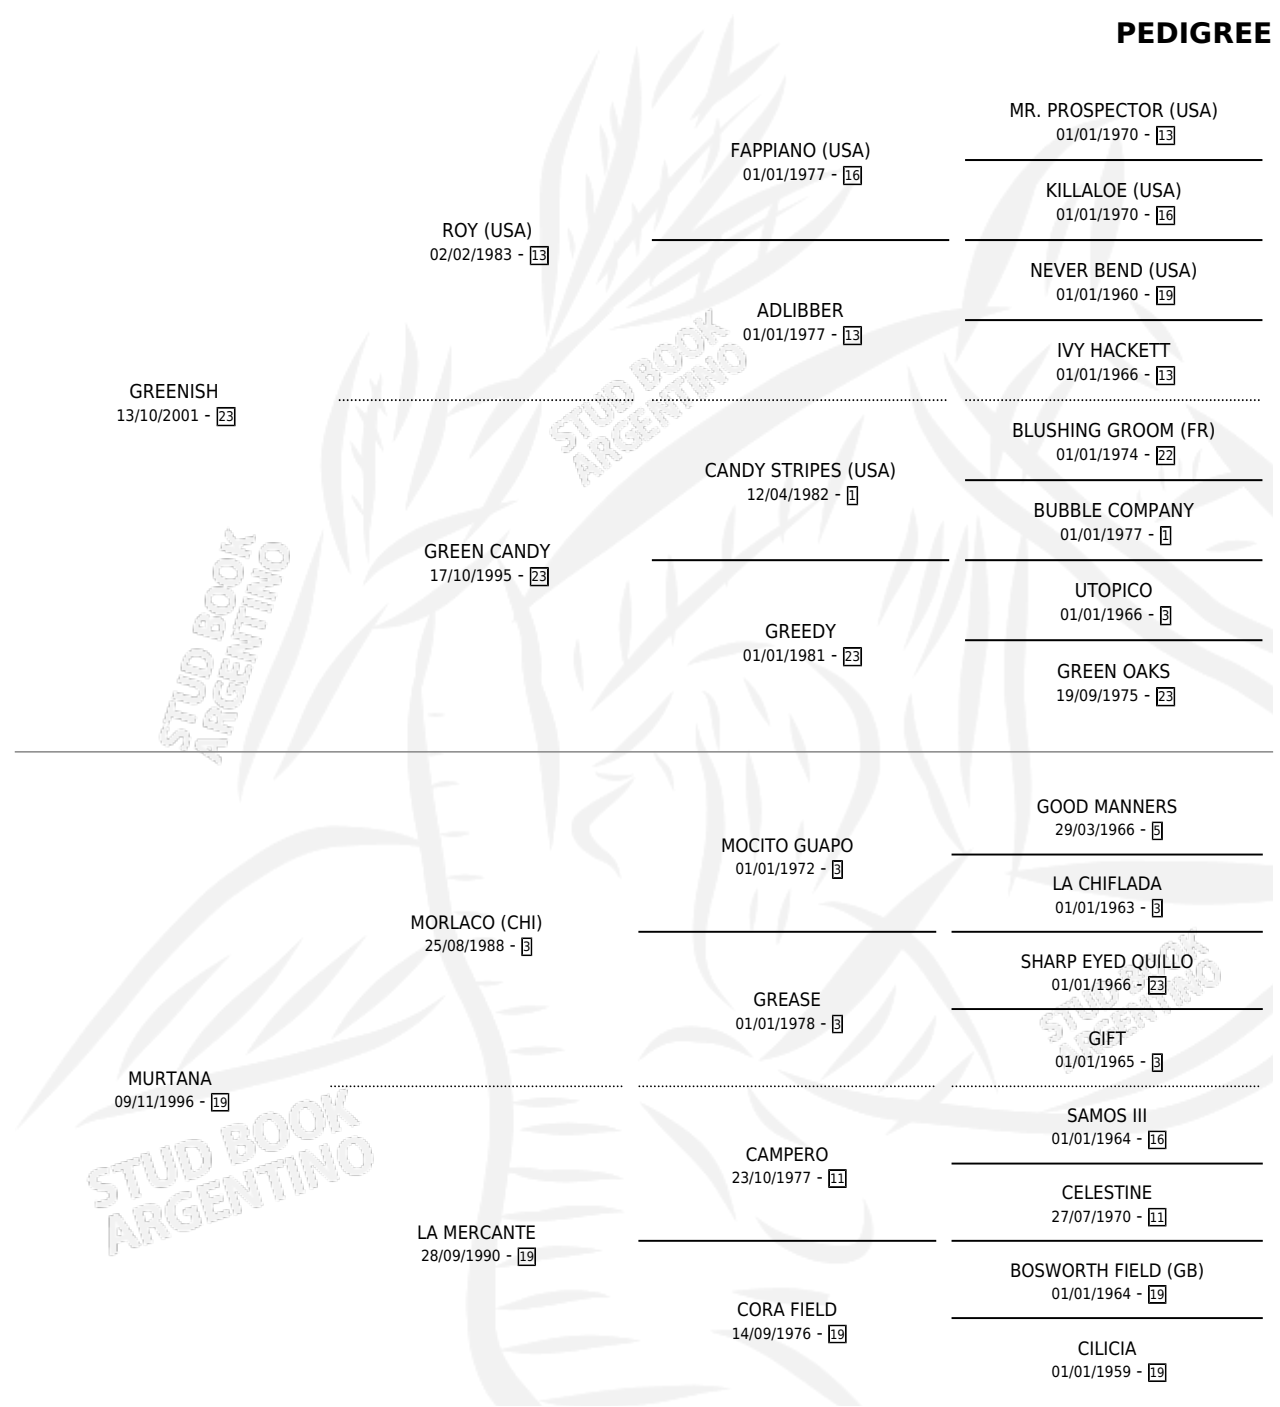 PEDIGREE
MR. PROSPECTOR (USA)
01/01/1970 - 13
FAPPIANO (USA)
01/01/1977 - 16
KILLALOE (USA)
01/01/1970 - 16
ROY (USA)
02/02/1983 - 13
NEVER BEND (USA)
01/01/1960 - 19
ADLIBBER
01/01/1977 - 13
IVY HACKETT
01/01/1966 - 13
GREENISH
13/10/2001 - 23
BLUSHING GROOM (FR)
01/01/1974 - 22
CANDY STRIPES (USA)
12/04/1982 - 1
BUBBLE COMPANY
01/01/1977 - 1
GREEN CANDY
17/10/1995 - 23
UTOPICO
01/01/1966 - 3
GREEDY
01/01/1981 - 23
GREEN OAKS
19/09/1975 - 23
STUD BOOK
ARGENTINO
STUD BOOK
ARGENTINO
GOOD MANNERS
29/03/1966 - 5
MOCITO GUAPO
01/01/1972 - 3
LA CHIFLADA
01/01/1963 - 3
MORLACO (CHI)
25/08/1988 - 3
SHARP EYED QUILLO
01/01/1966 - 23
GREASE
01/01/1978 - 3
GIFT
01/01/1965 - 3
MURTANA
09/11/1996 - 19
SAMOS III
01/01/1964 - 16
CAMPERO
23/10/1977 - 11
CELESTINE
27/07/1970 - 11
LA MERCANTE
28/09/1990 - 19
BOSWORTH FIELD (GB)
01/01/1964 - 19
CORA FIELD
14/09/1976 - 19
CILICIA
01/01/1959 - 19
STUD BOOK
ARGENTINO
STUD BOOK
ARGENTINO